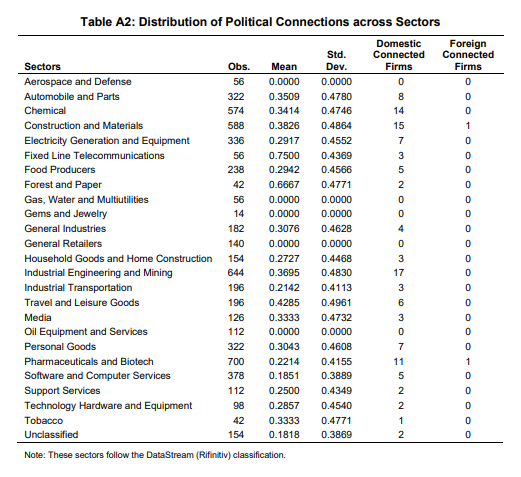 Table A2: Distribution of Political Connections across Sectors
Sectors Obs. Mean Std. Dev. Domestic Connected Firms Foreign Connected Firms
Aerospace and Defense 56 0.0000 0.0000 0 0
Automobile and Parts 322 0.3509 0.4780 8 0
Chemical 574 0.3414 0.4746 14 0
Construction and Materials 588 0.3826 0.4864 15 1
Electricity Generation and Equipment 336 0.2917 0.4552 7 0
Fixed Line Telecommunications 56 0.7500 0.4369 3 0
Food Producers 238 0.2942 0.4566 5 0
Forest and Paper 42 0.6667 0.4771 2 0
Gas, Water and Multiutilities 56 0.0000 0.0000 0 0
Gems and Jewelry 14 0.0000 0.0000 0 0
General Industries 182 0.3076 0.4628 4 0
General Retailers 140 0.0000 0.0000 0 0
Household Goods and Home Construction 154 0.2727 0.4468 3 0
Industrial Engineering and Mining 644 0.3695 0.4830 17 0
Industrial Transportation 196 0.2142 0.4113 3 0
Travel and Leisure Goods 196 0.4285 0.4961 6 0
Media 126 0.3333 0.4732 3 0
Oil Equipment and Services 112 0.0000 0.0000 0 0
Personal Goods 322 0.3043 0.4608 7 0
Pharmaceuticals and Biotech 700 0.2214 0.4155 11 1
Software and Computer Services 378 0.1851 0.3889 5 0
Support Services 112 0.2500 0.4349 2 0
Technology Hardware and Equipment 98 0.2857 0.4540 2 0
Tobacco 42 0.3333 0.4771 1 0
Unclassified 154 0.1818 0.3869 2 0
Note: These sectors follow the DataStream (Rifinitiv) classification.